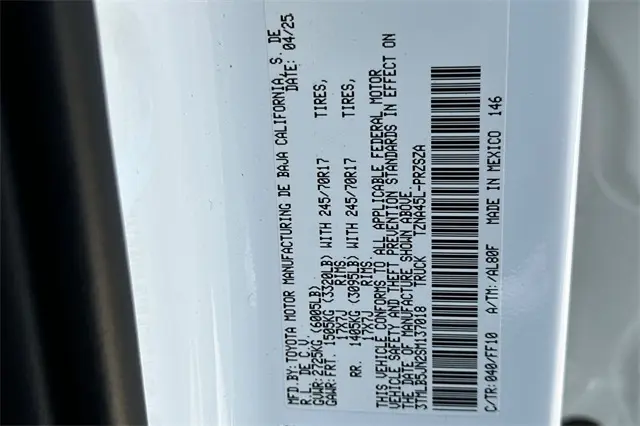 MFD.BY:TOYOTA MOTOR MANUFACTURING DE BAJA CALIFORNIA, S. DE
R.L. DE C.V. DATE: 04/25
GVWR: 2725KG (6005LB)
GAWR: FRT. 1505KG (3320LB) WITH 245/70R17 TIRES,
17X7J RIMS.
RR. 1405KG (3095LB) WITH 245/70R17 TIRES,
17X7J RIMS.
THIS VEHICLE CONFORMS TO ALL APPLICABLE FEDERAL MOTOR
VEHICLE SAFETY AND THEFT PREVENTION STANDARDS IN EFFECT ON
THE DATE OF MANUFACTURE SHOWN ABOVE.
3TMLB5JN2SM137018 TRUCK TZNA45L-PRZSZA
C/TR: 040/FF10 A/TM: /AL80F MADE IN MEXICO 146